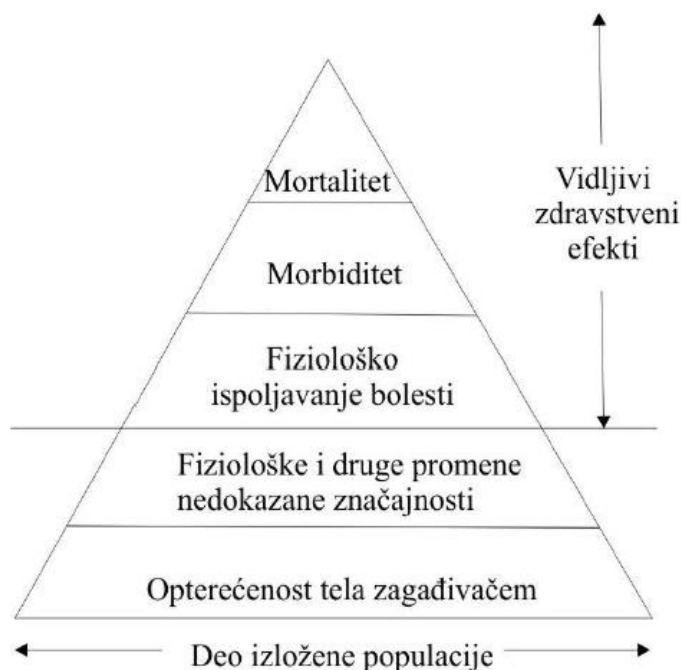 Mortalitet
Vidljivi
zdravstveni
efekti
Morbiditet
Fiziološko
ispoljavanje bolesti
Fiziološke i druge promene
nedokazane značajnosti
Opterećenost tela zagađivačem
Deo izložene populacije